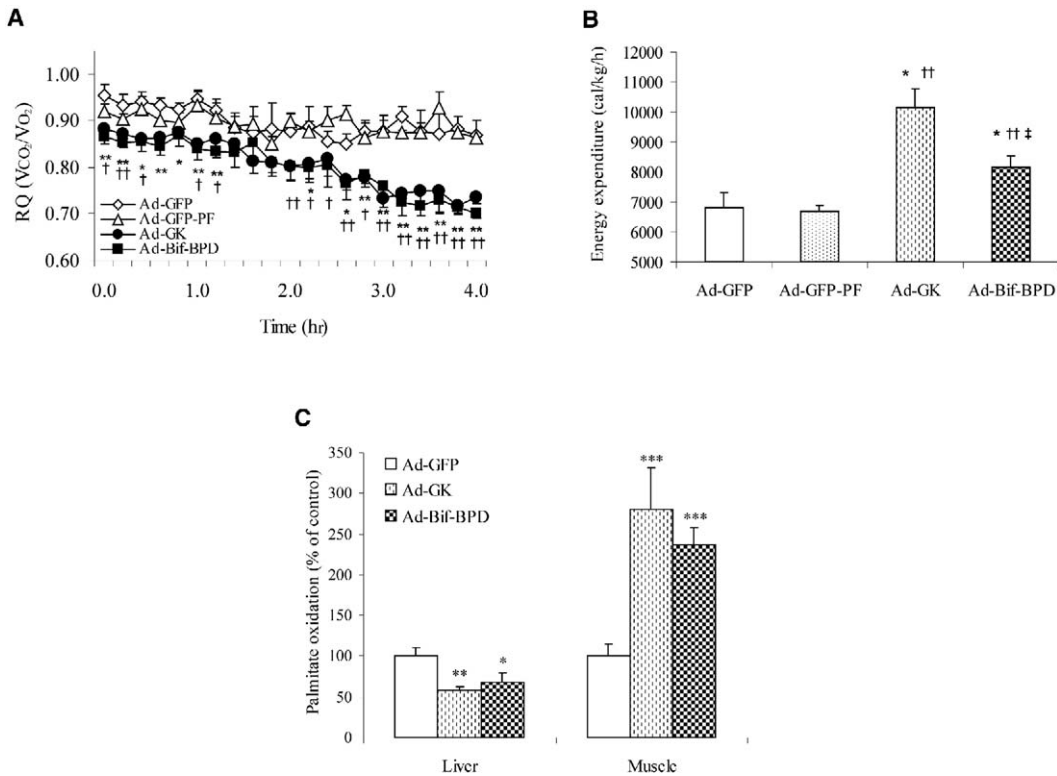 A
RQ (VCO2/VO2)
1.00
0.90
0.80
0.70
0.60
** ** * ** * ** ** * * ** ** ** ** ** ** **
† †† † † † †† † † †† † †† †† †† †† †† ††
Ad-GFP
Ad-GFP-PF
Ad-GK
Ad-Bif-BPD
0.0 1.0 2.0 3.0 4.0
Time (hr)
B
Energy expenditure (cal/kg/h)
12000
11000
10000
9000
8000
7000
6000
5000
* ††
* †† ‡
Ad-GFP Ad-GFP-PF Ad-GK Ad-Bif-BPD
C
Palmitate oxidation (% of control)
350
300
250
200
150
100
50
0
Ad-GFP
Ad-GK
Ad-Bif-BPD
***
***
**
*
Liver Muscle